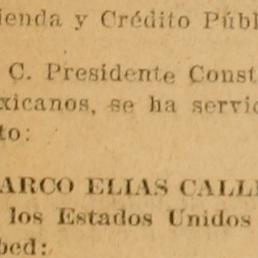 ienda y Crédito Públ
C. Presidente Const
xicanos, se ha servic
to:
ARCO ELIAS CALL
los Estados Unidos
bed: